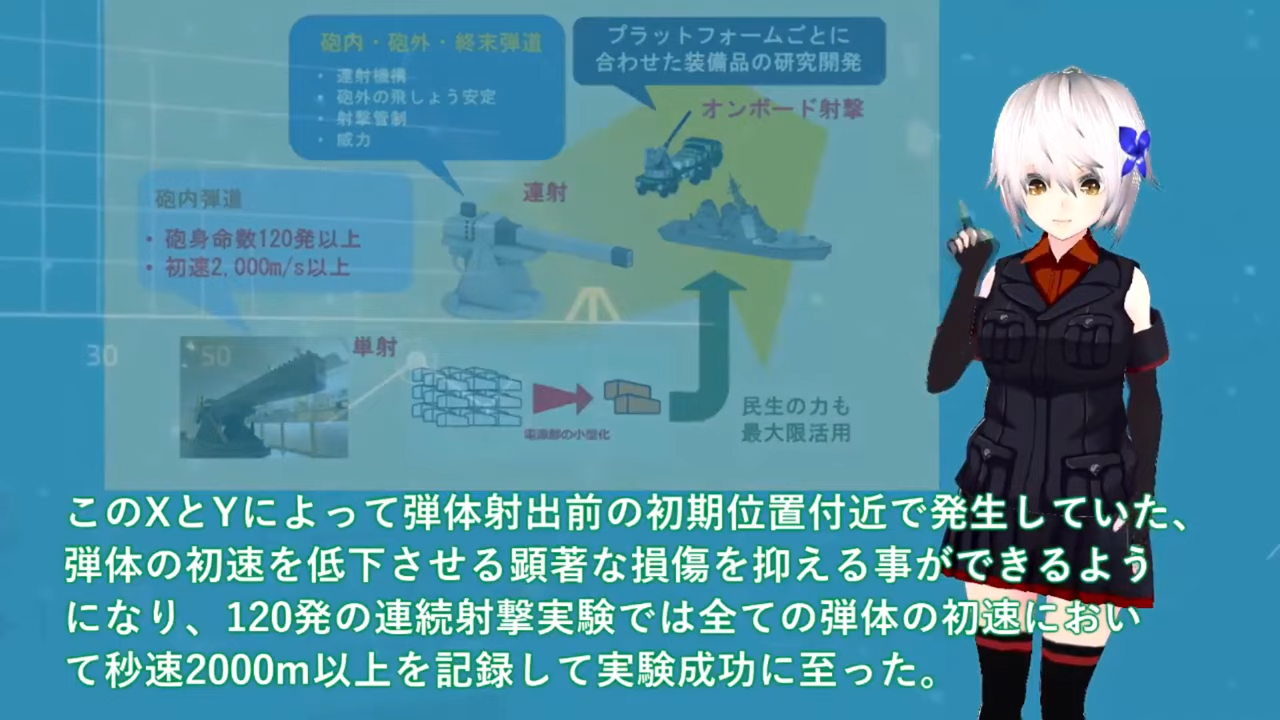 砲内・砲外・終末弾道
・ 連射機構
・ 砲外の飛しょう安定
・ 射撃管制
・ 威力
プラットフォームごとに
合わせた装備品の研究開発
オンボード射撃
砲内弾道
・ 砲身命数120発以上
・ 初速2,000m/s以上
連射
30
50
単射
電源部の小型化
民生の力も
最大限活用
このXとYによって弾体射出前の初期位置付近で発生していた、
弾体の初速を低下させる顕著な損傷を抑える事ができるよう
になり、120発の連続射撃実験では全ての弾体の初速におい
て秒速2000m以上を記録して実験成功に至った。